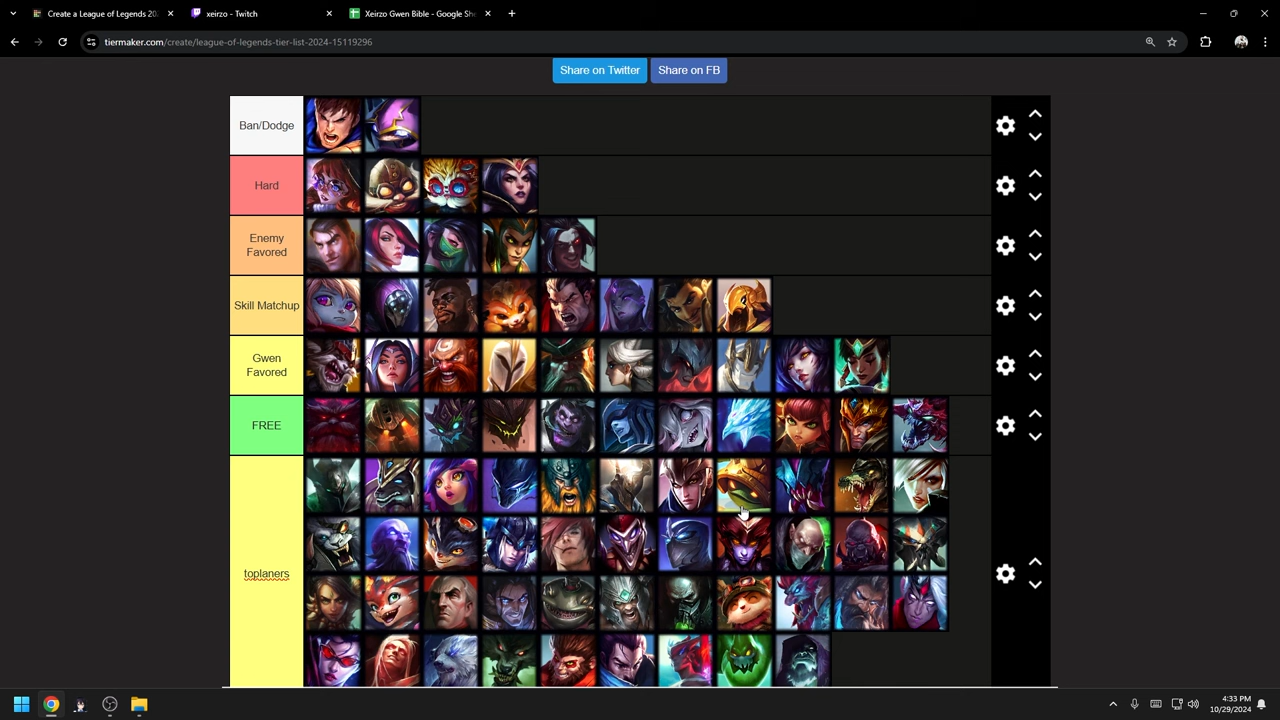 Create a League of Legends 202
xeirzo - Twitch
Xeirzo Gwen Bible - Google She
tiermaker.com/create/league-of-legends-tier-list-2024-15119296
Share on Twitter
Share on FB
Ban/Dodge
Hard
Enemy
Favored
Skill Matchup
Gwen
Favored
FREE
toplaners
4:33 PM
10/29/2024